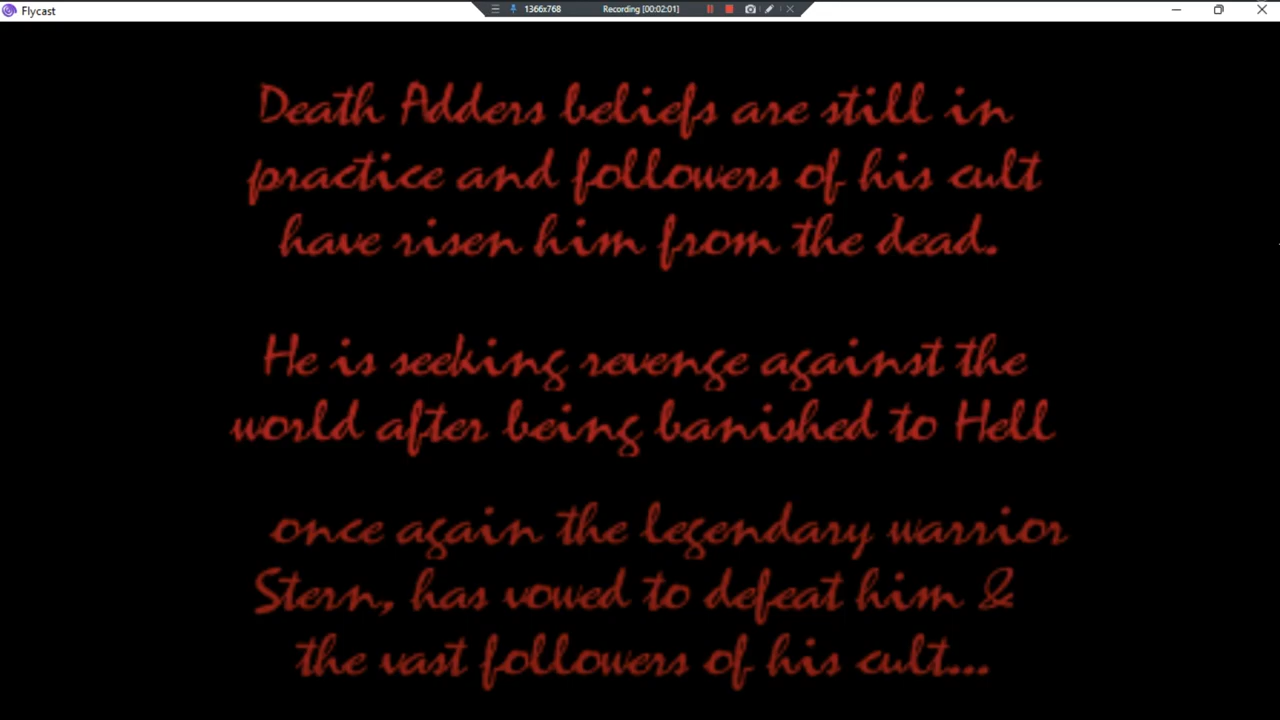 Flycast
1366x768
Recording [00:02:01]
Death Adders beliefs are still in
practice and followers of his cult
have risen him from the dead.
He is seeking revenge against the
world after being banished to Hell
once again the legendary warrior
Stern, has vowed to defeat him &
the vast followers of his cult...